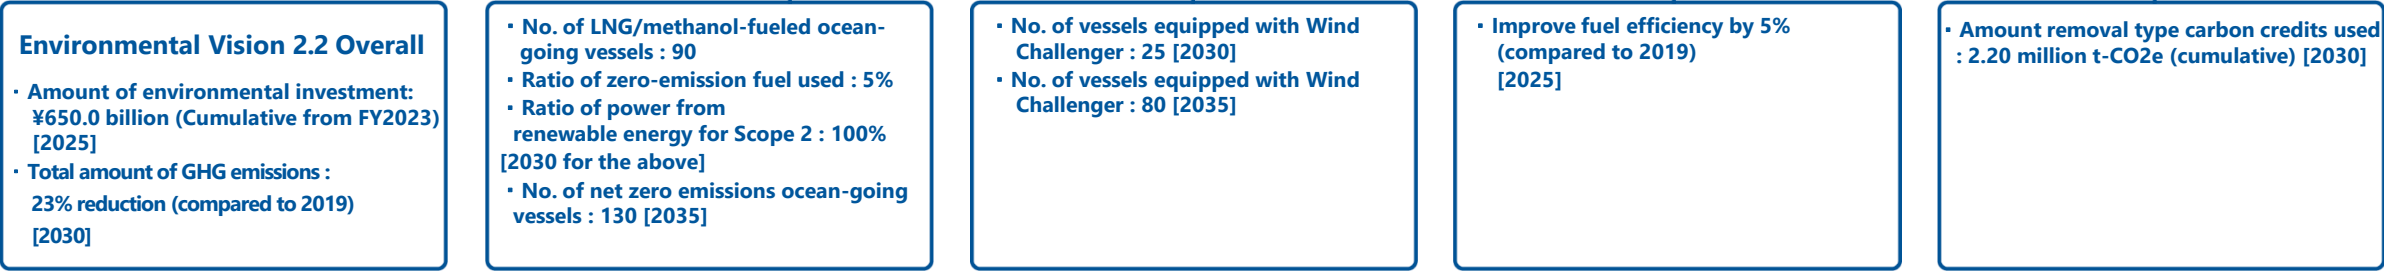 Environmental Vision 2.2 Overall
・Amount of environmental investment:
¥650.0 billion (Cumulative from FY2023)
[2025]
・Total amount of GHG emissions :
23% reduction (compared to 2019)
[2030]
・No. of LNG/methanol-fueled ocean-
going vessels : 90
・Ratio of zero-emission fuel used : 5%
・Ratio of power from
renewable energy for Scope 2 : 100%
[2030 for the above]
・No. of net zero emissions ocean-going
vessels : 130 [2035]
・No. of vessels equipped with Wind
Challenger : 25 [2030]
・No. of vessels equipped with Wind
Challenger : 80 [2035]
・Improve fuel efficiency by 5%
(compared to 2019)
[2025]
・Amount removal type carbon credits used
: 2.20 million t-CO2e (cumulative) [2030]